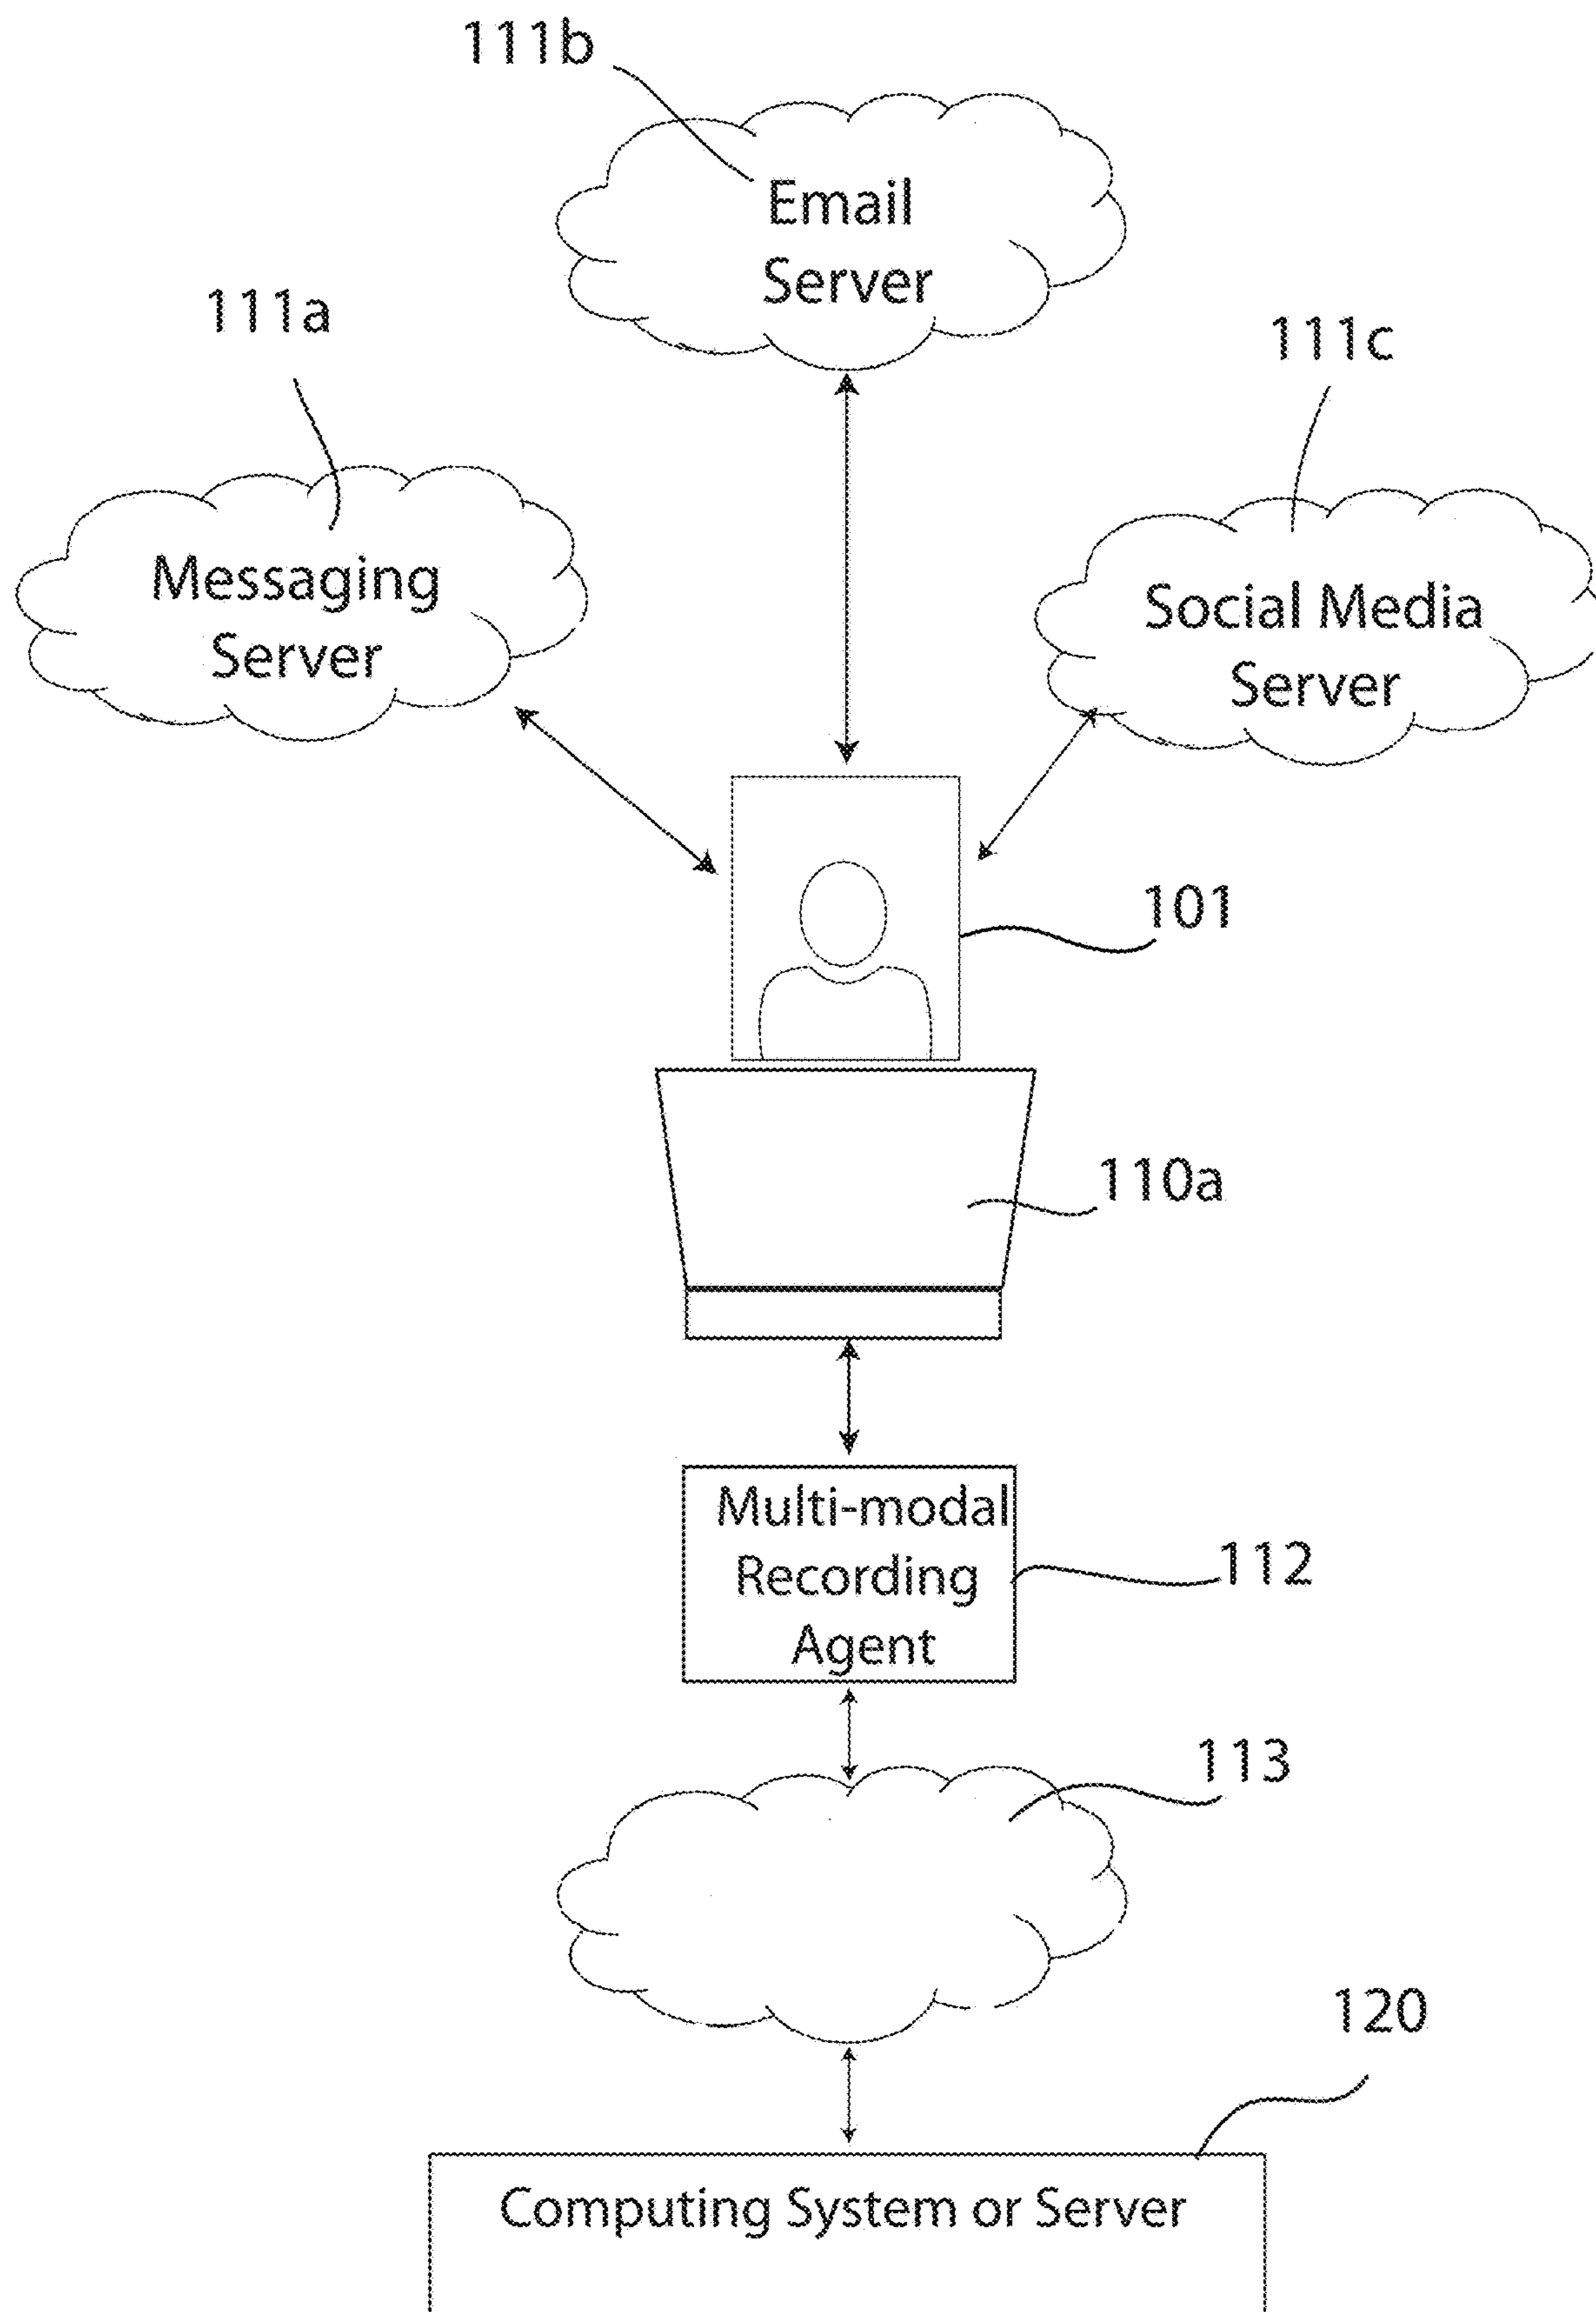 111b
Email
Server
111a
111c
Messaging
Server
Social Media
Server
101
110a
Multi-modal
Recording
Agent
112
113
120
Computing System or Server